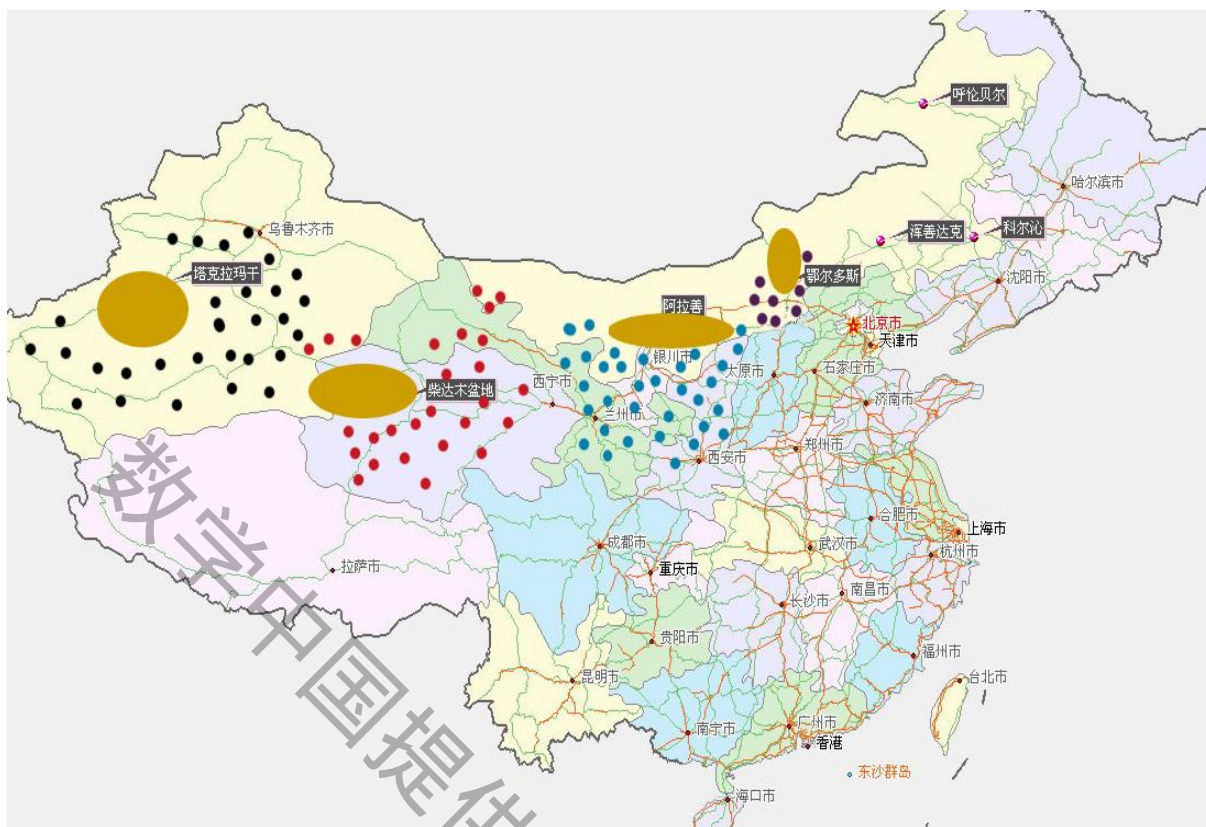 呼伦贝尔
哈尔滨市
乌鲁木齐市
浑善达克
科尔沁
塔克拉玛干
鄂尔多斯
沈阳市
阿拉善
北京市
天津市
银川市
太原市
石家庄市
柴达木盆地
西宁市
济南市
兰州市
郑州市
西安市
合肥市
上海市
成都市
武汉市
杭州市
拉萨市
重庆市
南昌市
长沙市
贵阳市
福州市
昆明市
台北市
南宁市
广州市
香港
东沙群岛
海口市
数学中国提供